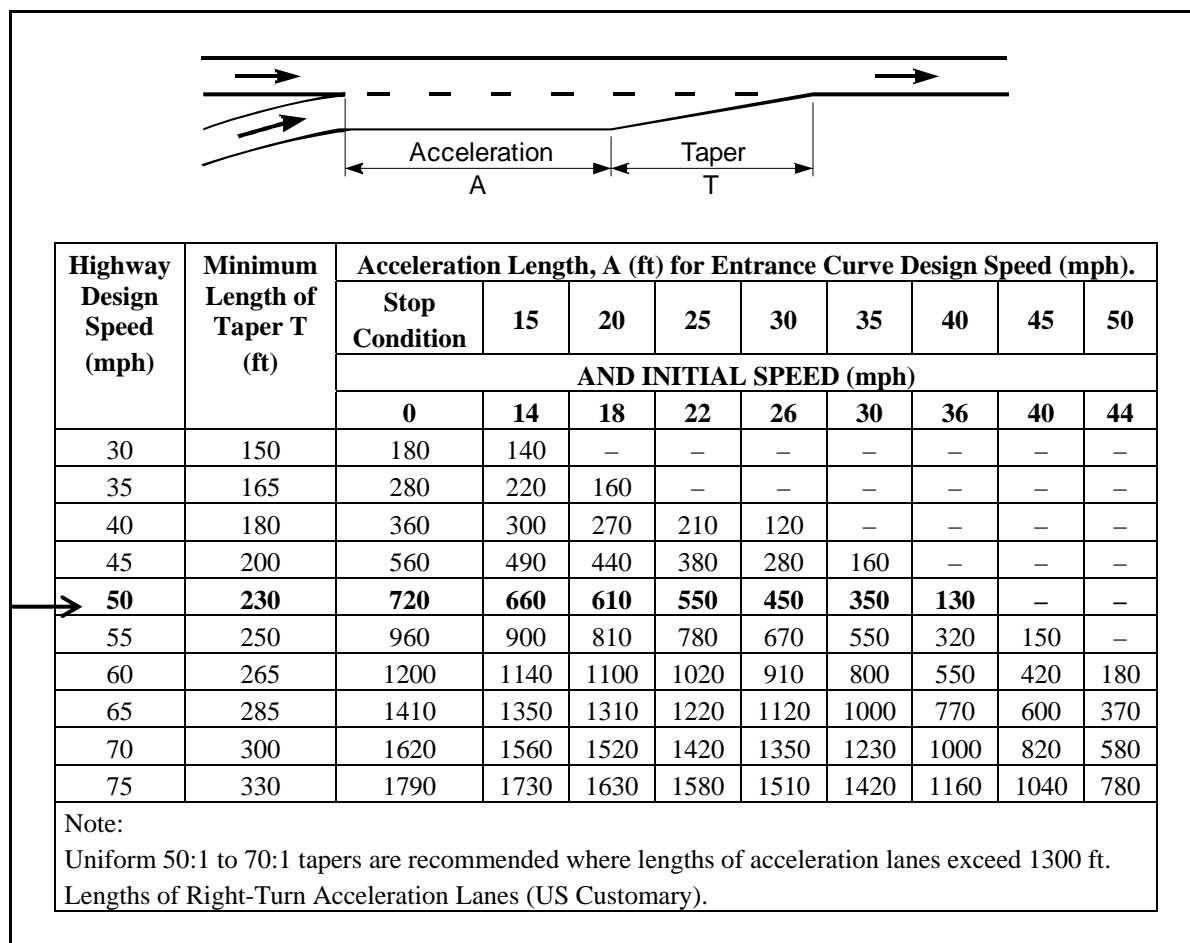 Acceleration
A
Taper
T
Highway Design Speed (mph) Minimum Length of Taper T (ft) Acceleration Length, A (ft) for Entrance Curve Design Speed (mph).
Stop Condition 15 20 25 30 35 40 45 50
AND INITIAL SPEED (mph)
0 14 18 22 26 30 36 40 44
30 150 180 140 – – – – – – –
35 165 280 220 160 – – – – – –
40 180 360 300 270 210 120 – – – –
45 200 560 490 440 380 280 160 – – –
50 230 720 660 610 550 450 350 130 – –
55 250 960 900 810 780 670 550 320 150 –
60 265 1200 1140 1100 1020 910 800 550 420 180
65 285 1410 1350 1310 1220 1120 1000 770 600 370
70 300 1620 1560 1520 1420 1350 1230 1000 820 580
75 330 1790 1730 1630 1580 1510 1420 1160 1040 780
Note:
Uniform 50:1 to 70:1 tapers are recommended where lengths of acceleration lanes exceed 1300 ft.
Lengths of Right-Turn Acceleration Lanes (US Customary).